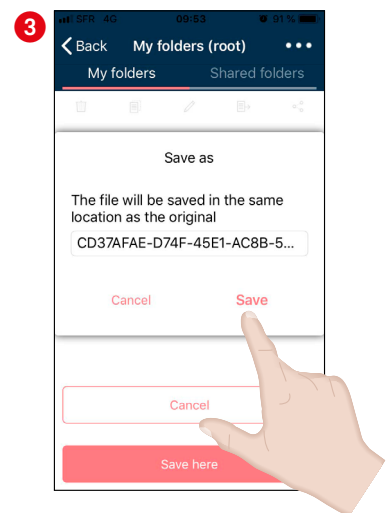 3
SFR 4G 09:53 91 %
Back My folders (root)
My folders Shared folders
Save as
The file will be saved in the same
location as the original
CD37AFAE-D74F-45E1-AC8B-5...
Cancel Save
Cancel
Save here